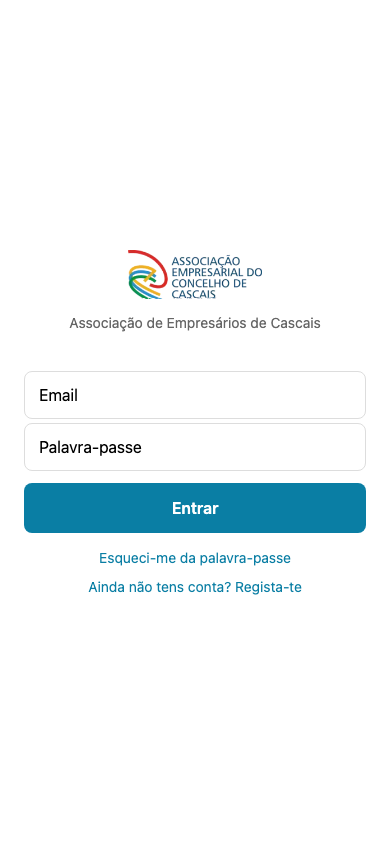 ASSOCIAÇÃO
EMPRESARIAL DO
CONCELHO DE
CASCAIS
Associação de Empresários de Cascais
Email
Palavra-passe
Entrar
Esqueci-me da palavra-passe
Ainda não tens conta? Regista-te